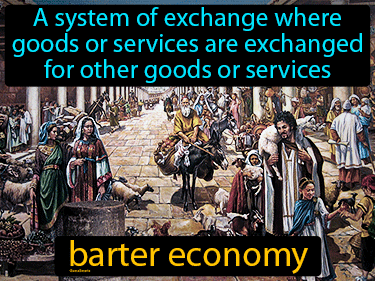 A system of exchange where
goods or services are exchanged
for other goods or services
barter economy